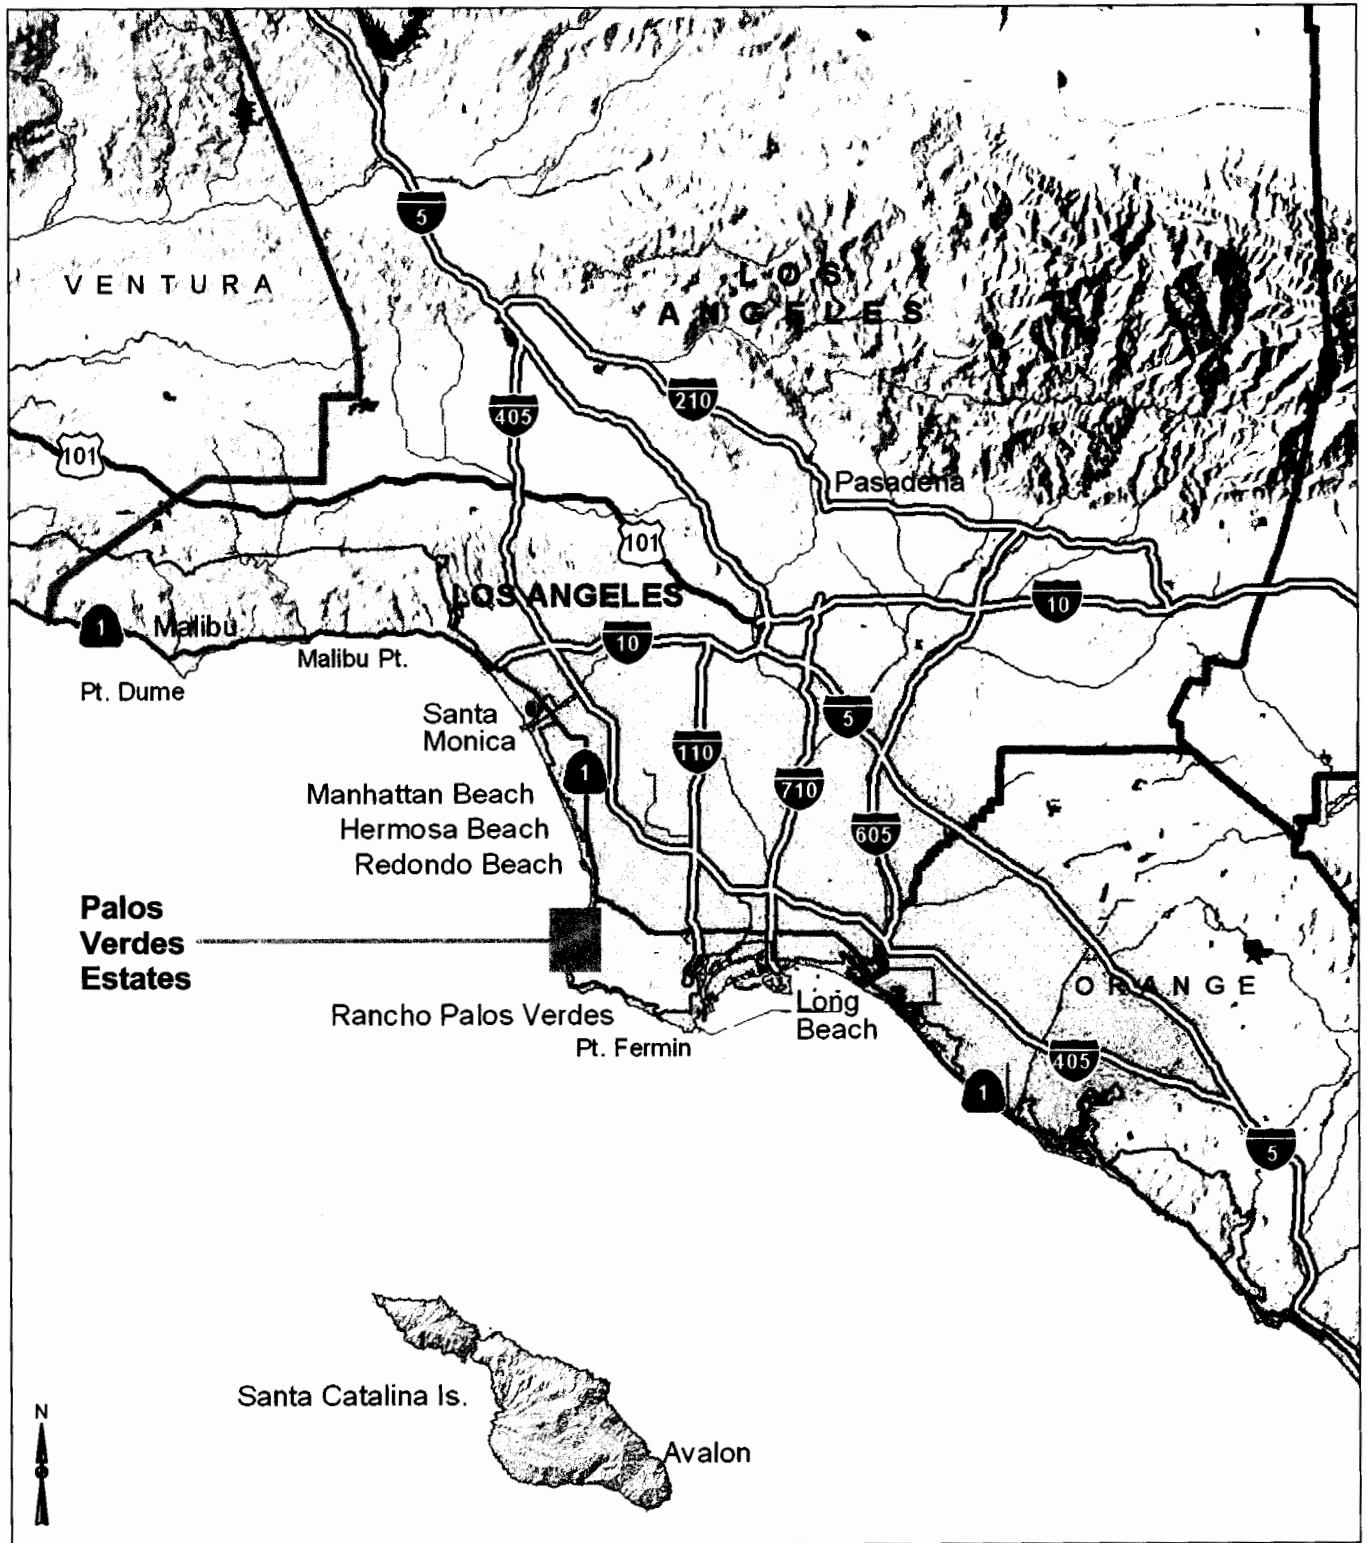 5
VENTURA
LOS
ANGELES
405
210
101
Pasadena
101
LOS ANGELES
10
1
Malibu
10
Malibu Pt.
Pt. Dume
Santa
Monica
5
110
1
710
Manhattan Beach
Hermosa Beach
605
Redondo Beach
Palos
Verdes
Estates
ORANGE
Long
Beach
Rancho Palos Verdes
Pt. Fermin
405
1
5
Santa Catalina Is.
N
Avalon